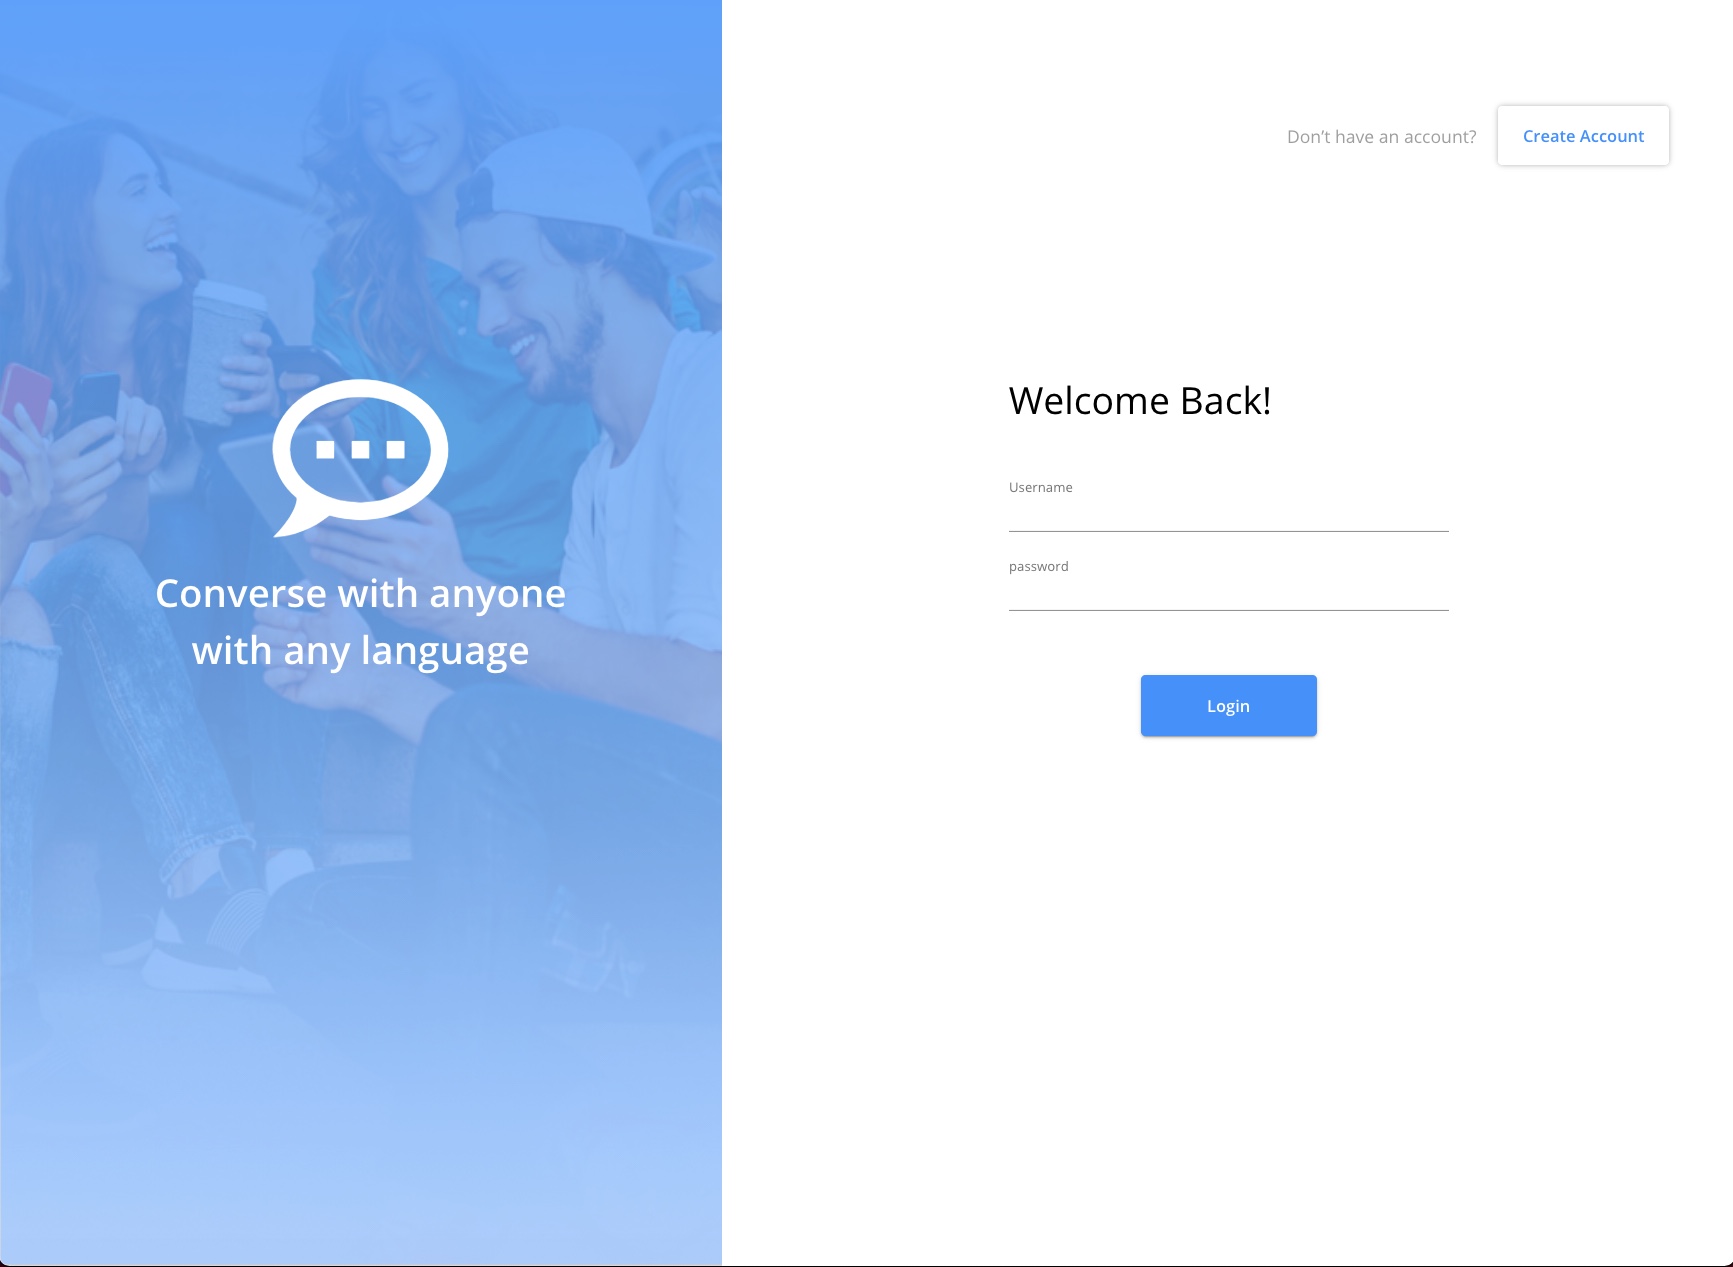 Don't have an account?
Create Account
Converse with anyone
with any language
Welcome Back!
Username
password
Login